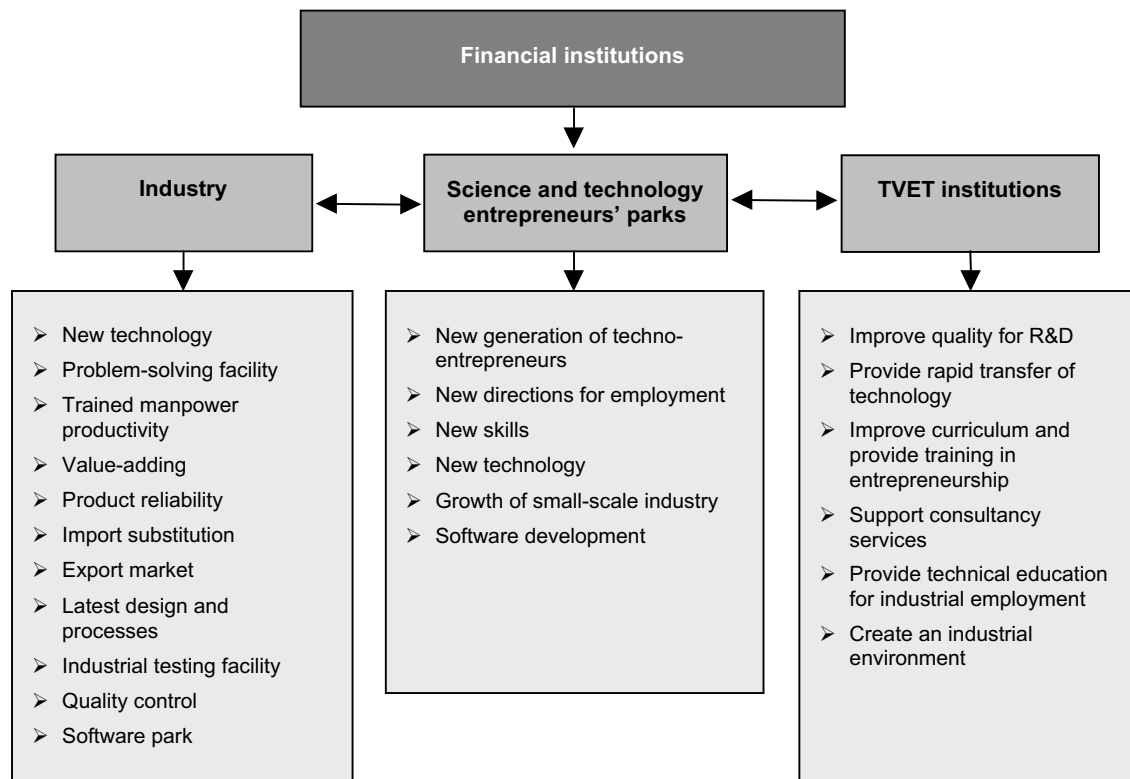 Financial institutions
Industry
Science and technology
entrepreneurs’ parks
TVET institutions
➢ New technology
➢ Problem-solving facility
➢ Trained manpower
productivity
➢ Value-adding
➢ Product reliability
➢ Import substitution
➢ Export market
➢ Latest design and
processes
➢ Industrial testing facility
➢ Quality control
➢ Software park
➢ New generation of techno-
entrepreneurs
➢ New directions for employment
➢ New skills
➢ New technology
➢ Growth of small-scale industry
➢ Software development
➢ Improve quality for R&D
➢ Provide rapid transfer of
technology
➢ Improve curriculum and
provide training in
entrepreneurship
➢ Support consultancy
services
➢ Provide technical education
for industrial employment
➢ Create an industrial
environment